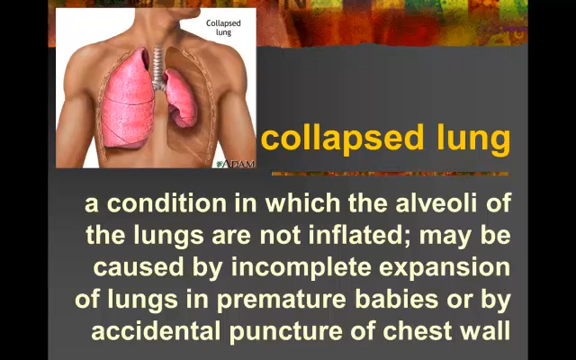 Collapsed
lung
ADAM
collapsed lung
a condition in which the alveoli of
the lungs are not inflated; may be
caused by incomplete expansion
of lungs in premature babies or by
accidental puncture of chest wall